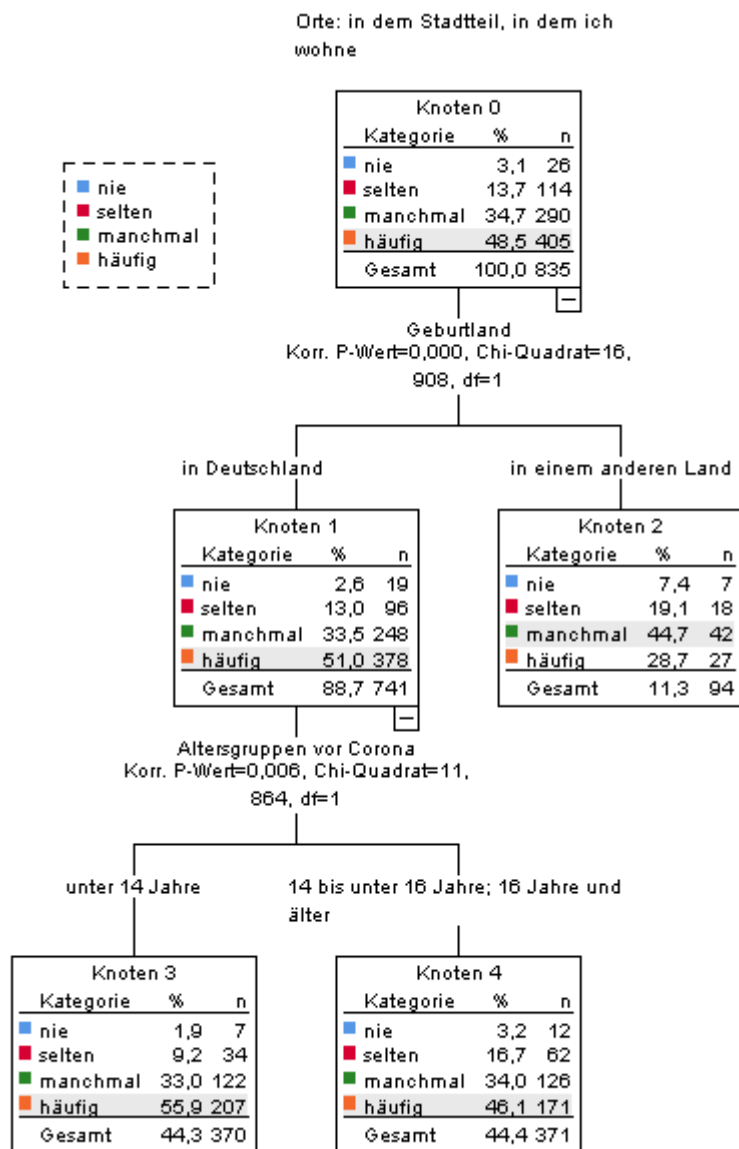 Orte: in dem Stadtteil, in dem ich
wohne
nie
selten
manchmal
häufig
Knoten 0
Kategorie % n
nie 3,1 26
selten 13,7 114
manchmal 34,7 290
häufig 48,5 405
Gesamt 100,0 835
Geburtland
Korr. P-Wert=0,000, Chi-Quadrat=16,
908, df=1
in Deutschland
in einem anderen Land
Knoten 1
Kategorie % n
nie 2,6 19
selten 13,0 96
manchmal 33,5 248
häufig 51,0 378
Gesamt 88,7 741
Knoten 2
Kategorie % n
nie 7,4 7
selten 19,1 18
manchmal 44,7 42
häufig 28,7 27
Gesamt 11,3 94
Altersgruppen vor Corona
Korr. P-Wert=0,006, Chi-Quadrat=11,
864, df=1
unter 14 Jahre
14 bis unter 16 Jahre; 16 Jahre und
älter
Knoten 3
Kategorie % n
nie 1,9 7
selten 9,2 34
manchmal 33,0 122
häufig 55,9 207
Gesamt 44,3 370
Knoten 4
Kategorie % n
nie 3,2 12
selten 16,7 62
manchmal 34,0 126
häufig 46,1 171
Gesamt 44,4 371